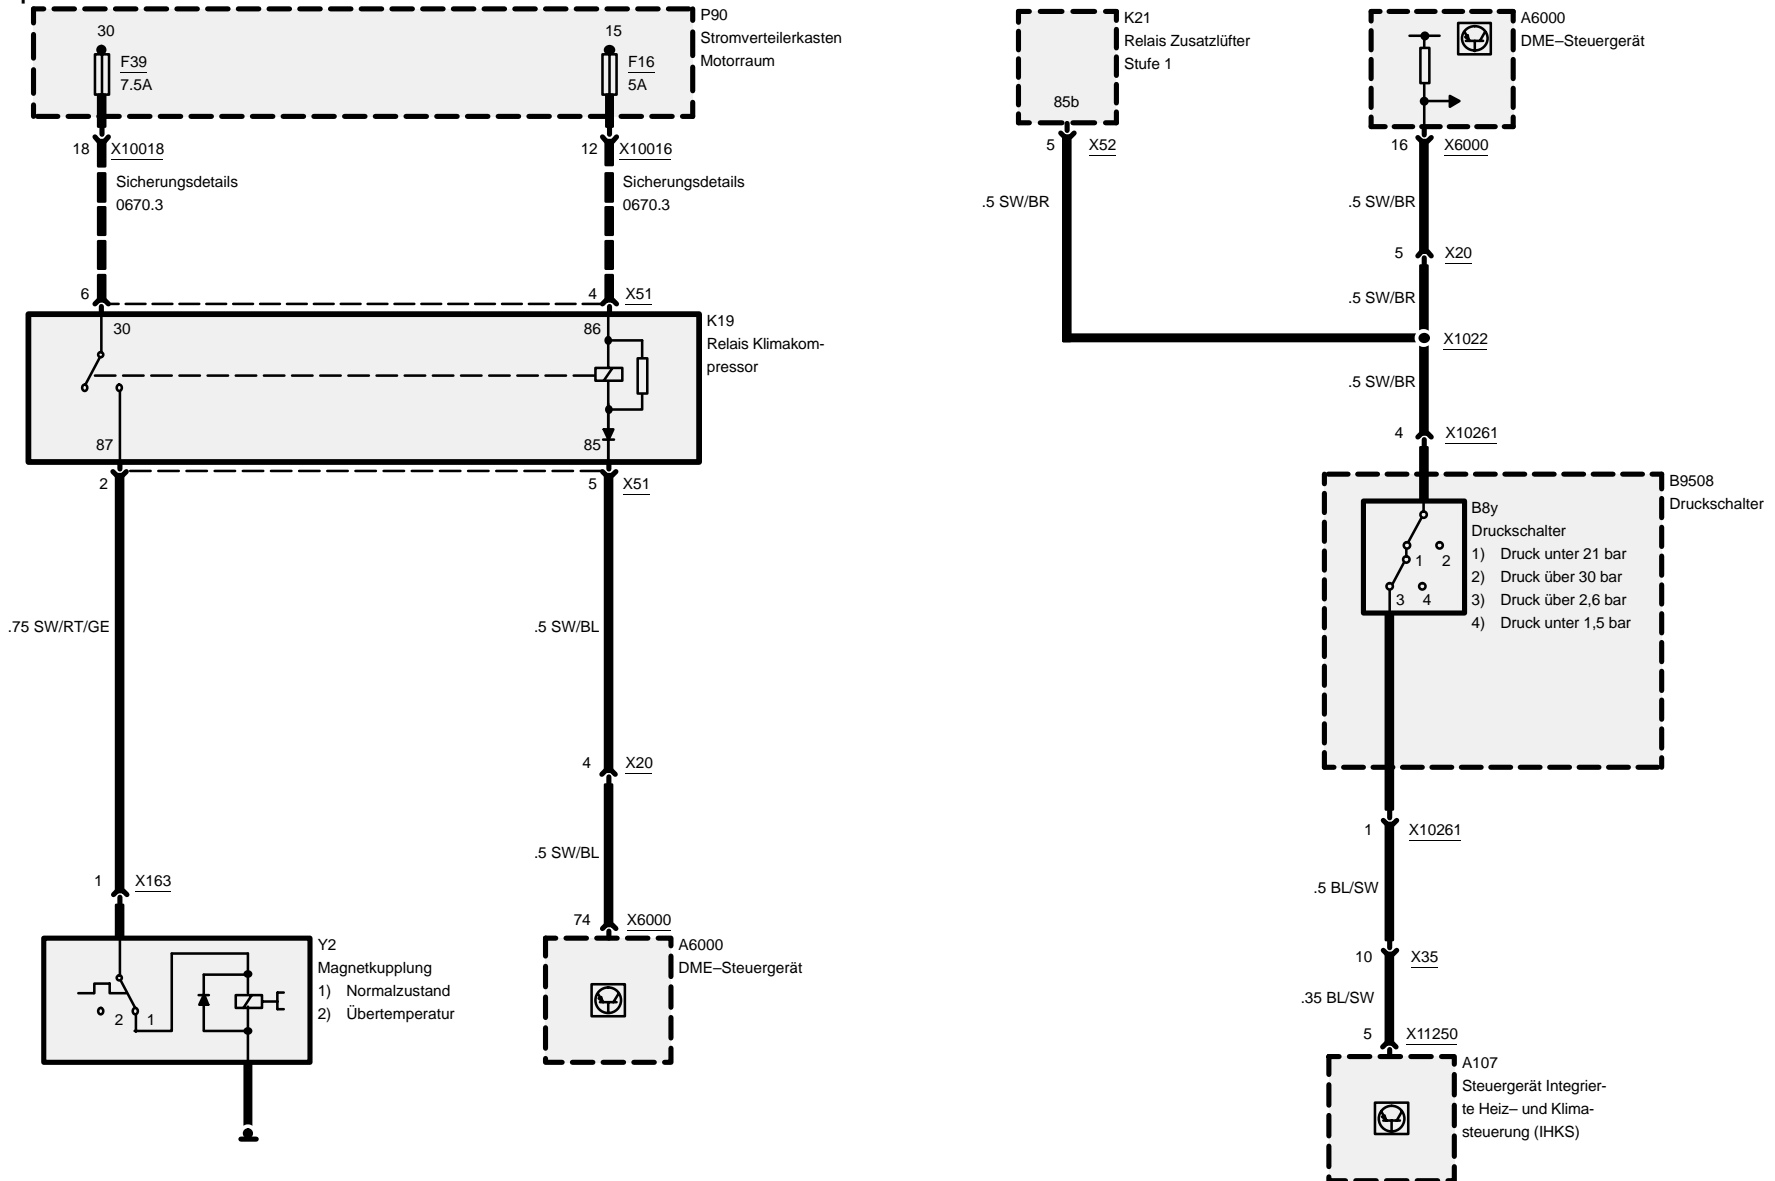 P90
Stromverteilerkasten
Motorraum
30
F39
7.5A
15
F16
5A
18 X10018
12 X10016
Sicherungsdetails
0670.3
Sicherungsdetails
0670.3
6
4 X51
K19
Relais Klimakom-
pressor
30
86
87
85
2
5 X51
.75 SW/RT/GE
.5 SW/BL
4 X20
.5 SW/BL
1 X163
74 X6000
Y2
Magnetkupplung
1) Normalzustand
2) Übertemperatur
2 1
A6000
DME–Steuergerät
K21
Relais Zusatzlüfter
Stufe 1
85b
5 X52
.5 SW/BR
A6000
DME–Steuergerät
16 X6000
.5 SW/BR
5 X20
.5 SW/BR
X1022
.5 SW/BR
4 X10261
B9508
Druckschalter
B8y
Druckschalter
1) Druck unter 21 bar
2) Druck über 30 bar
3) Druck über 2,6 bar
4) Druck unter 1,5 bar
1 2
3 4
1 X10261
.5 BL/SW
10 X35
.35 BL/SW
5 X11250
A107
Steuergerät Integrier-
te Heiz– und Klima-
steuerung (IHKS)